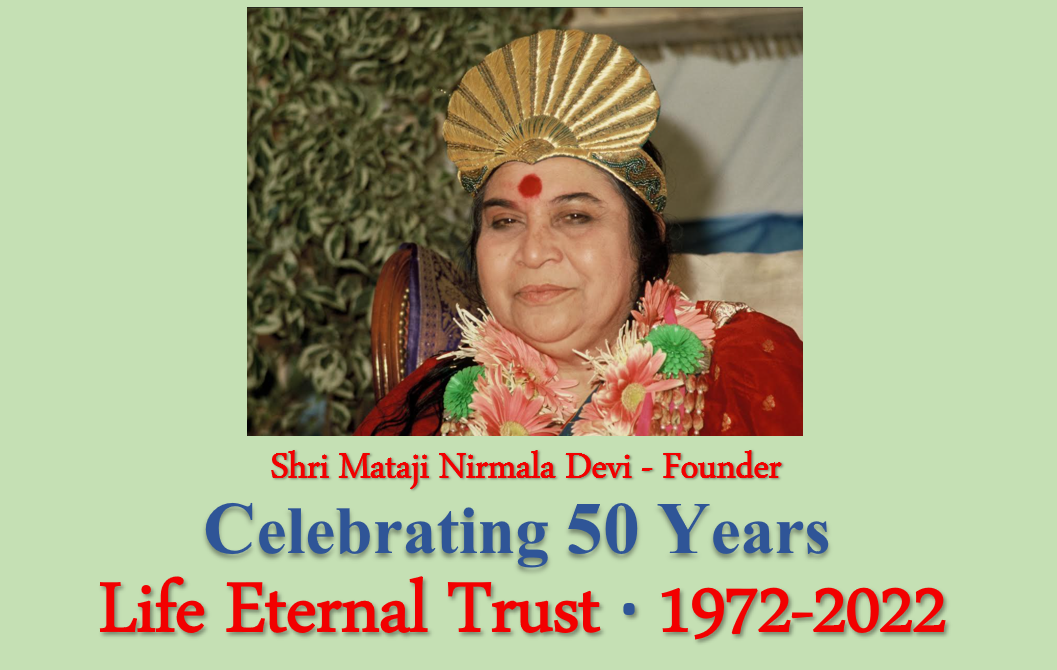 Shri Mataji Nirmala Devi - Founder
Celebrating 50 Years
Life Eternal Trust · 1972-2022